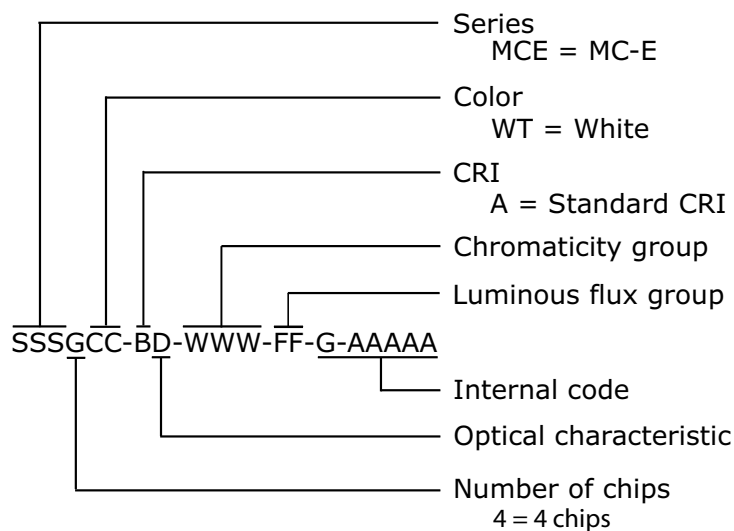 Series
MCE = MC-E
Color
WT = White
CRI
A = Standard CRI
Chromaticity group
Luminous flux group
SSSGCC-BD-WWW-FF-G-AAAAA
Internal code
Optical characteristic
Number of chips
4 = 4 chips